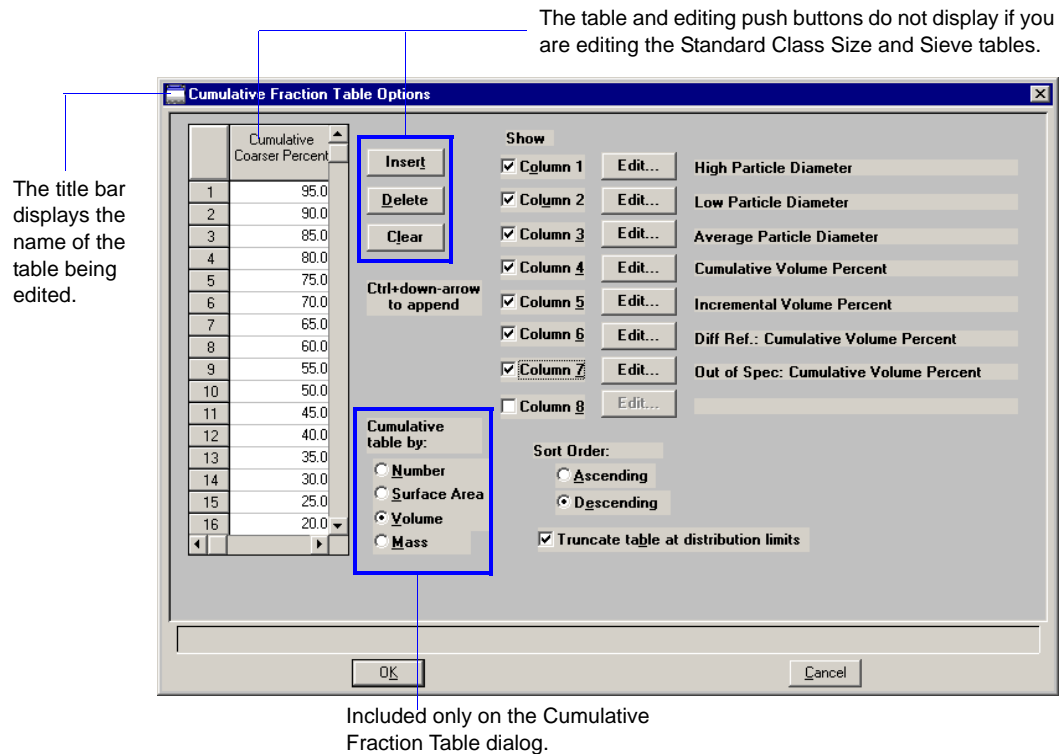 The table and editing push buttons do not display if you
are editing the Standard Class Size and Sieve tables.
Cumulative Fraction Table Options
The title bar
displays the
name of the
table being
edited.
Cumulative
Coarser Percent
1 95.0
2 90.0
3 85.0
4 80.0
5 75.0
6 70.0
7 65.0
8 60.0
9 55.0
10 50.0
11 45.0
12 40.0
13 35.0
14 30.0
15 25.0
16 20.0
Insert
Delete
Clear
Ctrl+down-arrow
to append
Cumulative
table by:
Number
Surface Area
Volume
Mass
Show
Column 1 Edit... High Particle Diameter
Column 2 Edit... Low Particle Diameter
Column 3 Edit... Average Particle Diameter
Column 4 Edit... Cumulative Volume Percent
Column 5 Edit... Incremental Volume Percent
Column 6 Edit... Diff Ref.: Cumulative Volume Percent
Column 7 Edit... Out of Spec: Cumulative Volume Percent
Column 8 Edit...
Sort Order:
Ascending
Descending
Truncate table at distribution limits
OK
Cancel
Included only on the Cumulative
Fraction Table dialog.